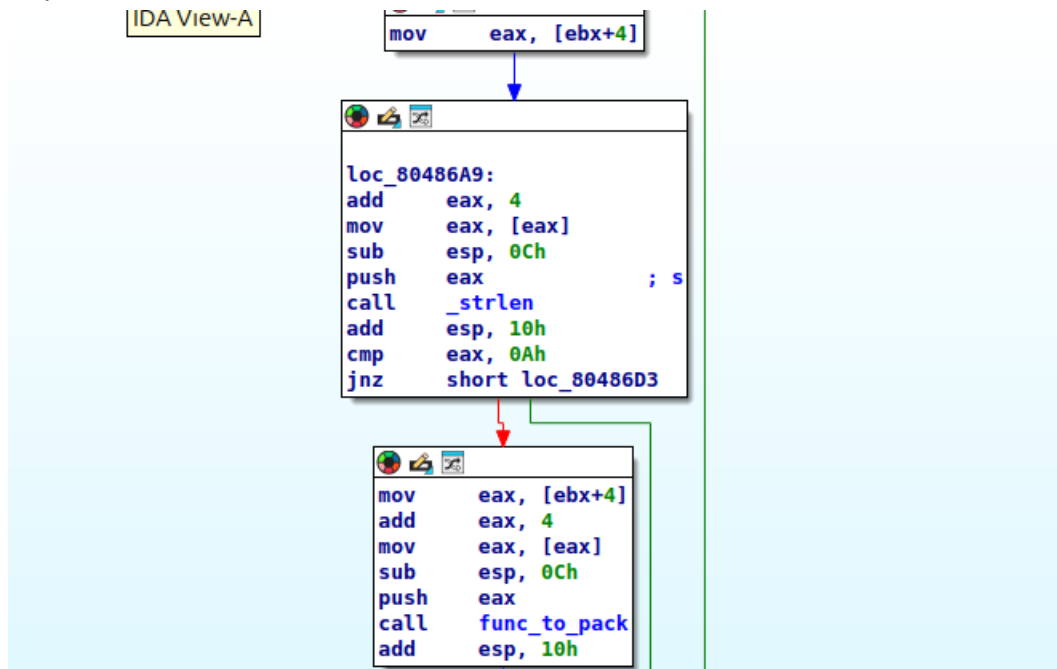 IDA View-A
mov eax, [ebx+4]
loc_80486A9:
add eax, 4
mov eax, [eax]
sub esp, 0Ch
push eax ; s
call _strlen
add esp, 10h
cmp eax, 0Ah
jnz short loc_80486D3
mov eax, [ebx+4]
add eax, 4
mov eax, [eax]
sub esp, 0Ch
push eax
call func_to_pack
add esp, 10h